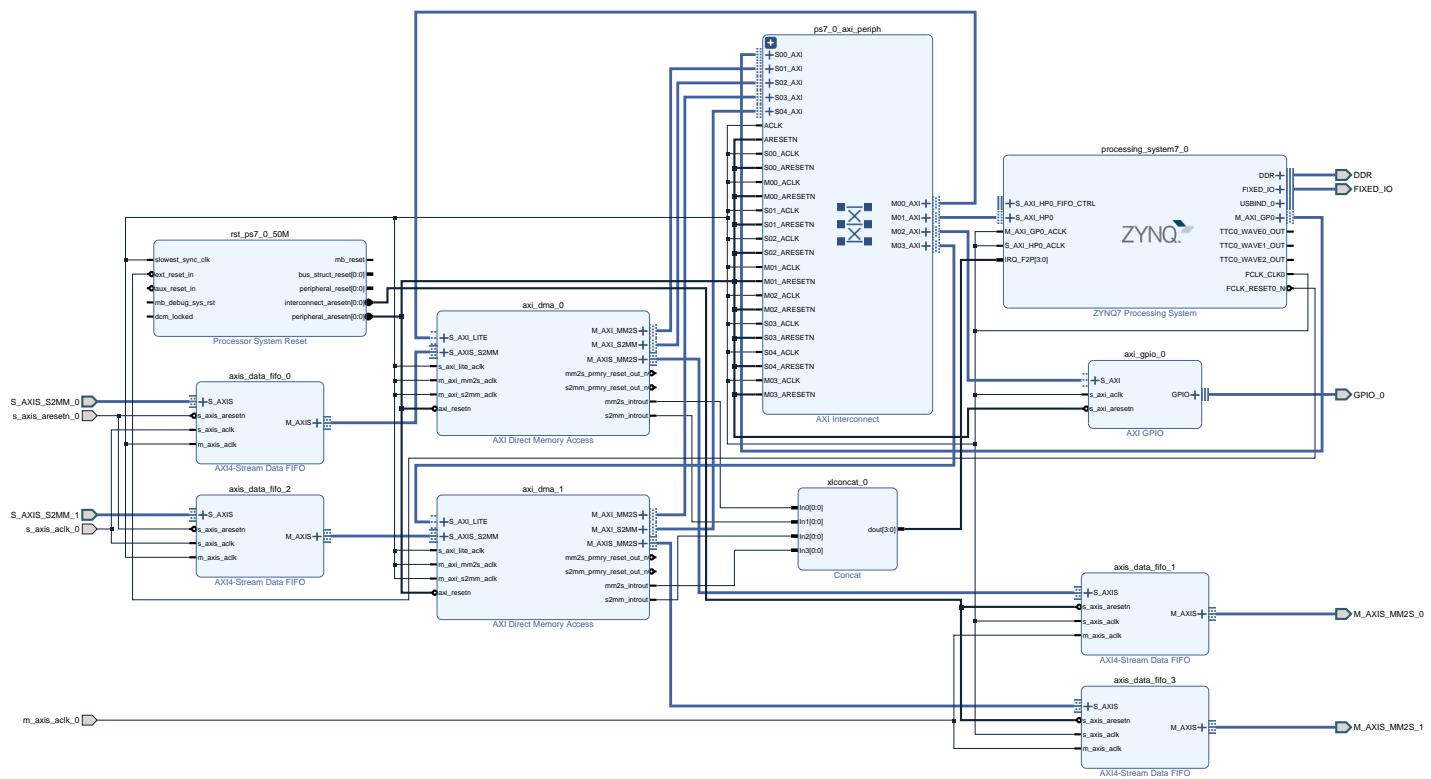 ps7_0_axi_periph
S00_AXI
S01_AXI
S02_AXI
S03_AXI
S04_AXI
ACLK
ARESETN
S00_ACLK
S00_ARESETN
M00_ACLK
M00_ARESETN
S01_ACLK
S01_ARESETN
S02_ACLK
S02_ARESETN
M01_ACLK
M01_ARESETN
M02_ACLK
M02_ARESETN
S03_ACLK
S03_ARESETN
S04_ACLK
S04_ARESETN
M03_ACLK
M03_ARESETN
M00_AXI
M01_AXI
M02_AXI
M03_AXI
AXI Interconnect
processing_system7_0
S_AXI_HP0_FIFO_CTRL
S_AXI_HP0
M_AXI_GP0_ACLK
S_AXI_HP0_ACLK
IRQ_F2P[3:0]
ZYNQ
DDR
FIXED_IO
USBIND_0
M_AXI_GP0
TTC0_WAVE0_OUT
TTC0_WAVE1_OUT
TTC0_WAVE2_OUT
FCLK_CLK0
FCLK_RESET0_N
ZYNQ7 Processing System
DDR
FIXED_IO
rst_ps7_0_50M
slowest_sync_clk
ext_reset_in
aux_reset_in
mb_debug_sys_rst
dcm_locked
mb_reset
bus_struct_reset[0:0]
peripheral_reset[0:0]
interconnect_aresetn[0:0]
peripheral_aresetn[0:0]
Processor System Reset
axi_dma_0
S_AXI_LITE
S_AXIS_S2MM
s_axi_lite_aclk
m_axi_mm2s_aclk
m_axi_s2mm_aclk
axi_resetn
M_AXI_MM2S
M_AXI_S2MM
M_AXIS_MM2S
mm2s_prmry_reset_out_n
s2mm_prmry_reset_out_n
mm2s_introut
s2mm_introut
AXI Direct Memory Access
axi_gpio_0
S_AXI
s_axi_aclk
s_axi_aresetn
GPIO
AXI GPIO
GPIO_0
S_AXIS_S2MM_0
s_axis_aresetn_0
axis_data_fifo_0
S_AXIS
s_axis_aresetn
s_axis_aclk
m_axis_aclk
M_AXIS
AXI4-Stream Data FIFO
S_AXIS_S2MM_1
s_axis_aclk_0
axis_data_fifo_2
S_AXIS
s_axis_aresetn
s_axis_aclk
m_axis_aclk
M_AXIS
AXI4-Stream Data FIFO
axi_dma_1
S_AXI_LITE
S_AXIS_S2MM
s_axi_lite_aclk
m_axi_mm2s_aclk
m_axi_s2mm_aclk
axi_resetn
M_AXI_MM2S
M_AXI_S2MM
M_AXIS_MM2S
mm2s_prmry_reset_out_n
s2mm_prmry_reset_out_n
mm2s_introut
s2mm_introut
AXI Direct Memory Access
xlconcat_0
In0[0:0]
In1[0:0]
In2[0:0]
In3[0:0]
dout[3:0]
Concat
axis_data_fifo_1
S_AXIS
s_axis_aresetn
s_axis_aclk
m_axis_aclk
M_AXIS
AXI4-Stream Data FIFO
M_AXIS_MM2S_0
m_axis_aclk_0
axis_data_fifo_3
S_AXIS
s_axis_aresetn
s_axis_aclk
m_axis_aclk
M_AXIS
AXI4-Stream Data FIFO
M_AXIS_MM2S_1